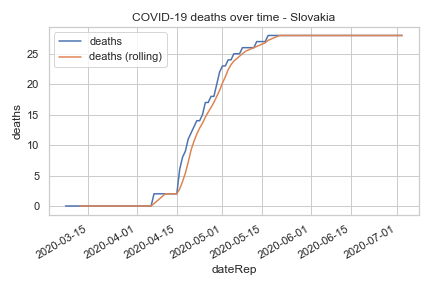 COVID-19 deaths over time - Slovakia
deaths
deaths (rolling)
deaths
25
20
15
10
5
0
2020-03-15
2020-04-01
2020-04-15
2020-05-01
2020-05-15
2020-06-01
2020-06-15
2020-07-01
dateRep